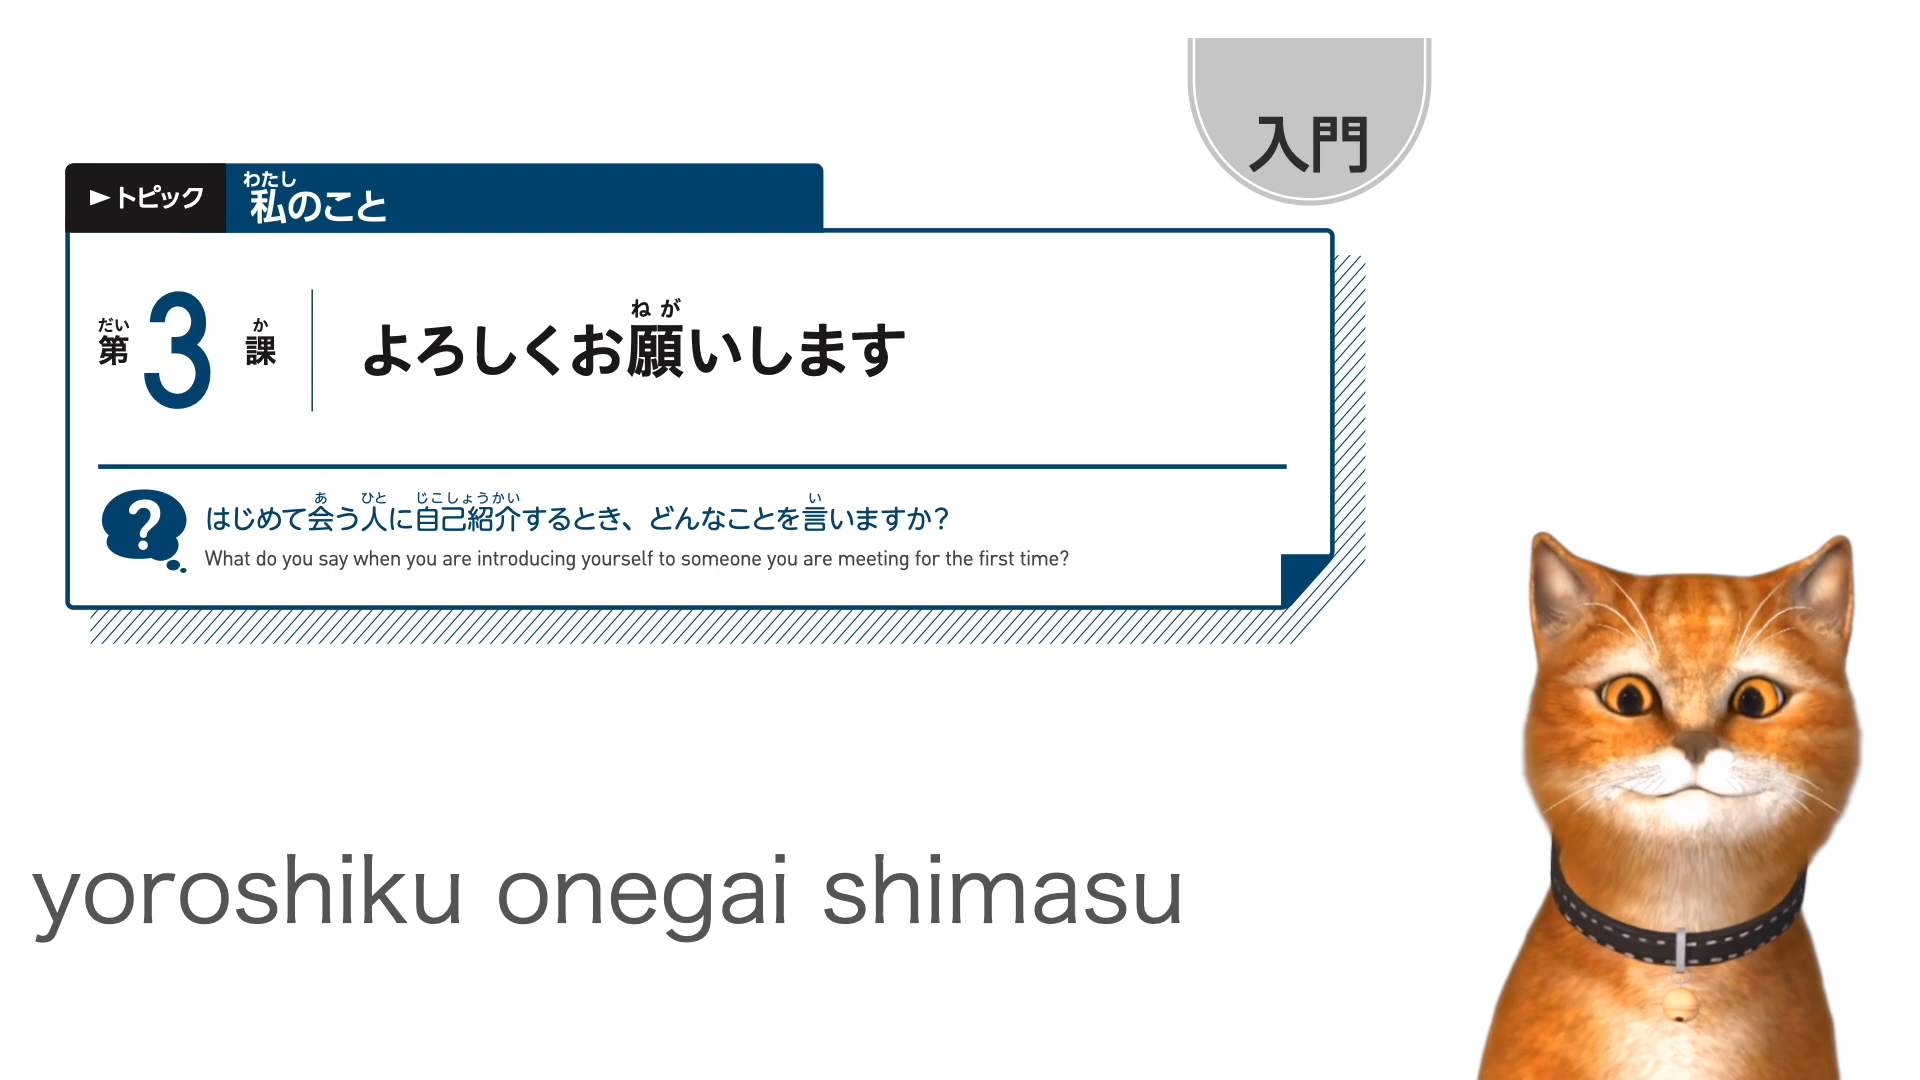 入門
▶トピック
わたし
私のこと
だい
第3課
か
ねが
よろしくお願いします
あ ひと じこしょうかい い
はじめて会う人に自己紹介するとき、どんなことを言いますか？
What do you say when you are introducing yourself to someone you are meeting for the first time?
yoroshiku onegai shimasu